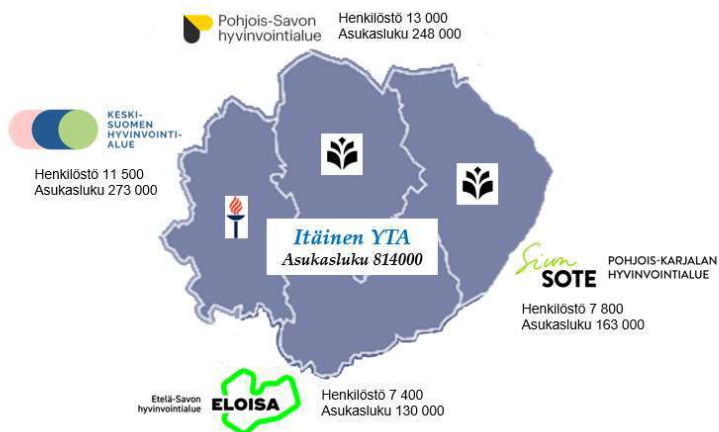 Pohjois-Savon
hyvinvointialue
Henkilöstö 13 000
Asukasluku 248 000
KESKI-
SUOMEN
HYVINVOINTI-
ALUE
Henkilöstö 11 500
Asukasluku 273 000
Itäinen YTA
Asukasluku 814000
Siun
SOTE
POHJOIS-KARJALAN
HYVINVOINTIALUE
Henkilöstö 7 800
Asukasluku 163 000
Etelä-Savon
hyvinvointialue
ELOISA
Henkilöstö 7 400
Asukasluku 130 000